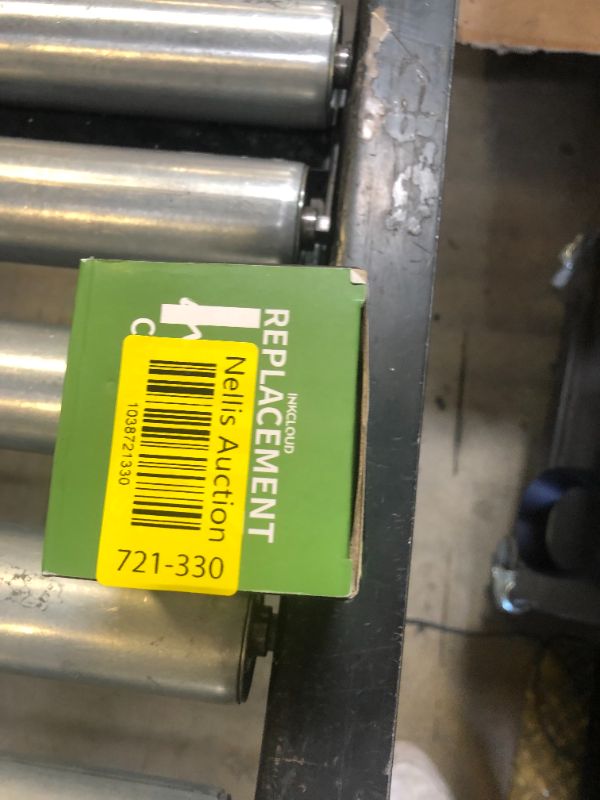 INKCLOUD
REPLACEMENT
Nellis Auction
1038721330
721-330